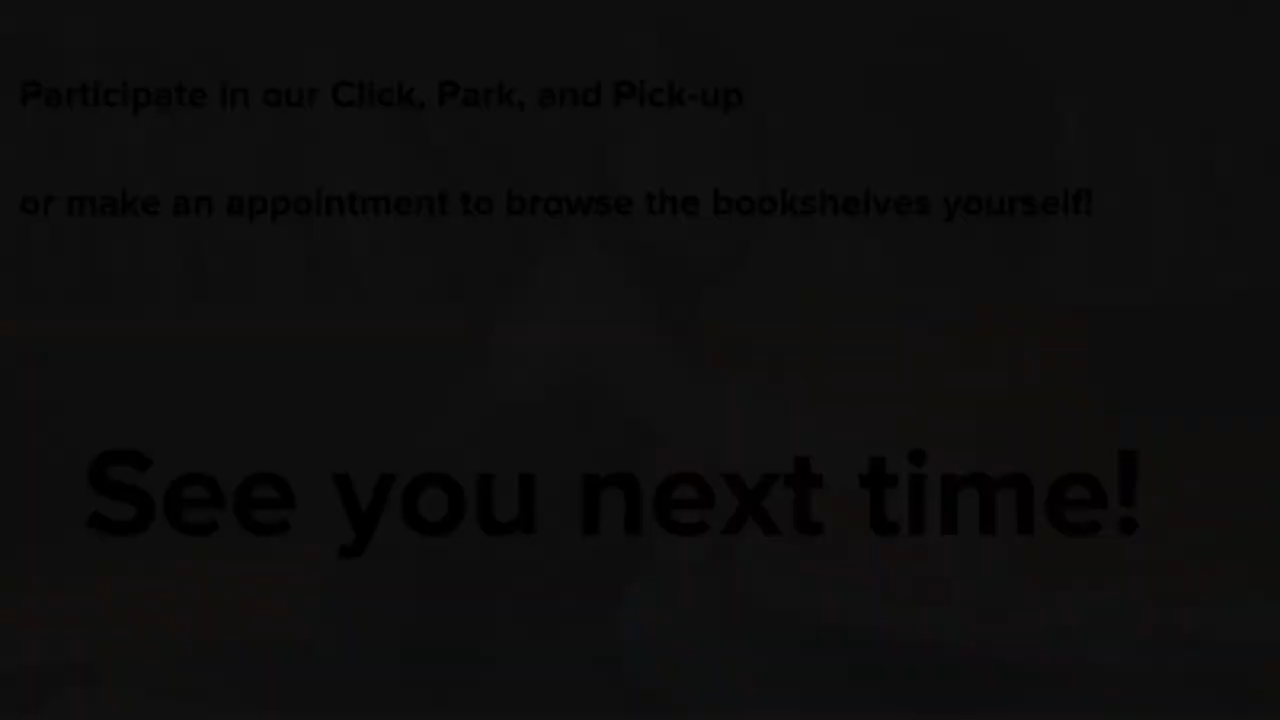 Participate in our Click, Park, and Pick-up
or make an appointment to browse the bookshelves yourself!
See you next time!